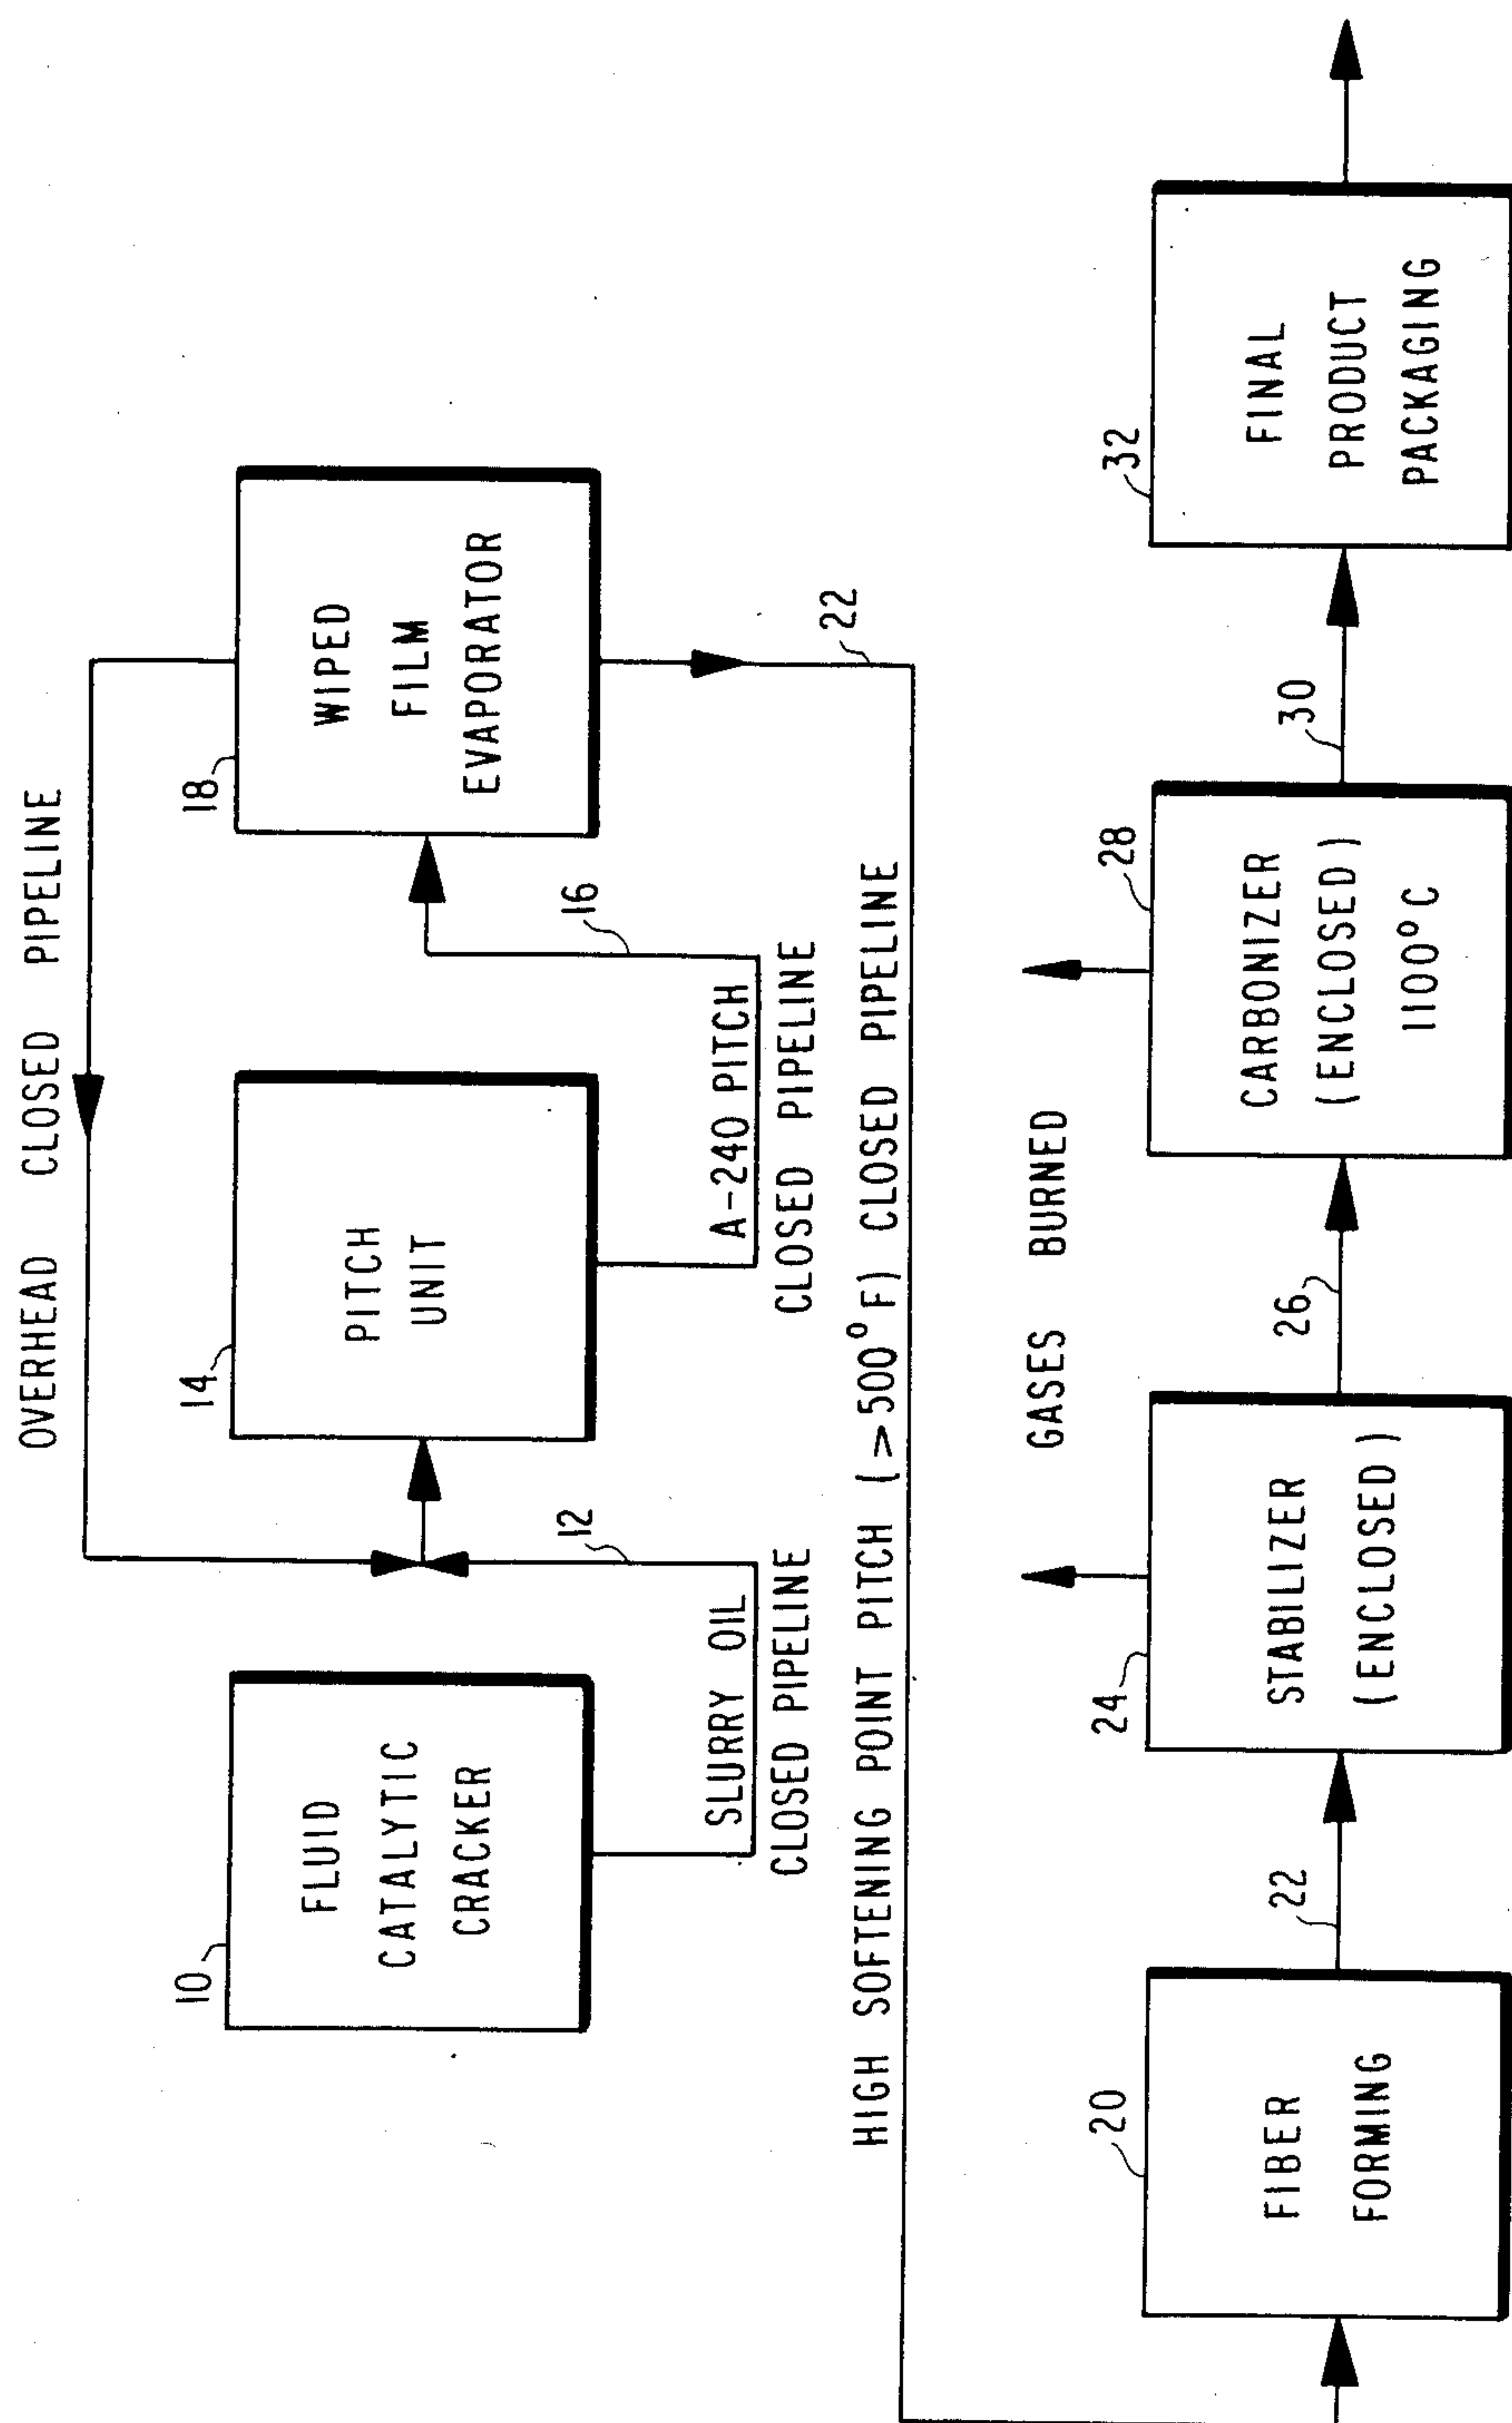 OVERHEAD CLOSED PIPELINE
10
FLUID
CATALYTIC
CRACKER
SLURRY OIL
CLOSED PIPELINE
12
14
PITCH
UNIT
A-240 PITCH
CLOSED PIPELINE
16
18
WIPED
FILM
EVAPORATOR
22
HIGH SOFTENING POINT PITCH (>500°F) CLOSED PIPELINE
GASES BURNED
20
FIBER
FORMING
22
24
STABILIZER
(ENCLOSED)
26
28
CARBONIZER
(ENCLOSED)
1100°C
30
32
FINAL
PRODUCT
PACKAGING